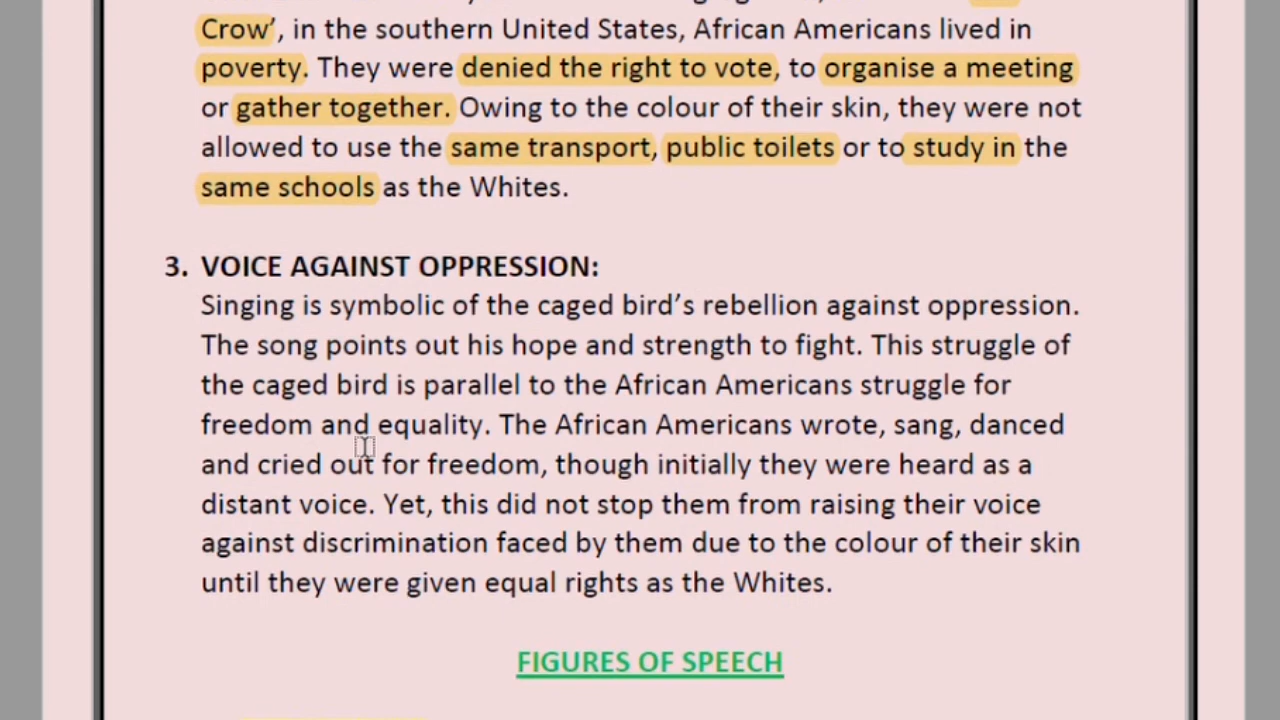 Crow’, in the southern United States, African Americans lived in
poverty. They were denied the right to vote, to organise a meeting
or gather together. Owing to the colour of their skin, they were not
allowed to use the same transport, public toilets or to study in the
same schools as the Whites.
3. VOICE AGAINST OPPRESSION:
Singing is symbolic of the caged bird’s rebellion against oppression.
The song points out his hope and strength to fight. This struggle of
the caged bird is parallel to the African Americans struggle for
freedom and equality. The African Americans wrote, sang, danced
and cried out for freedom, though initially they were heard as a
distant voice. Yet, this did not stop them from raising their voice
against discrimination faced by them due to the colour of their skin
until they were given equal rights as the Whites.
FIGURES OF SPEECH